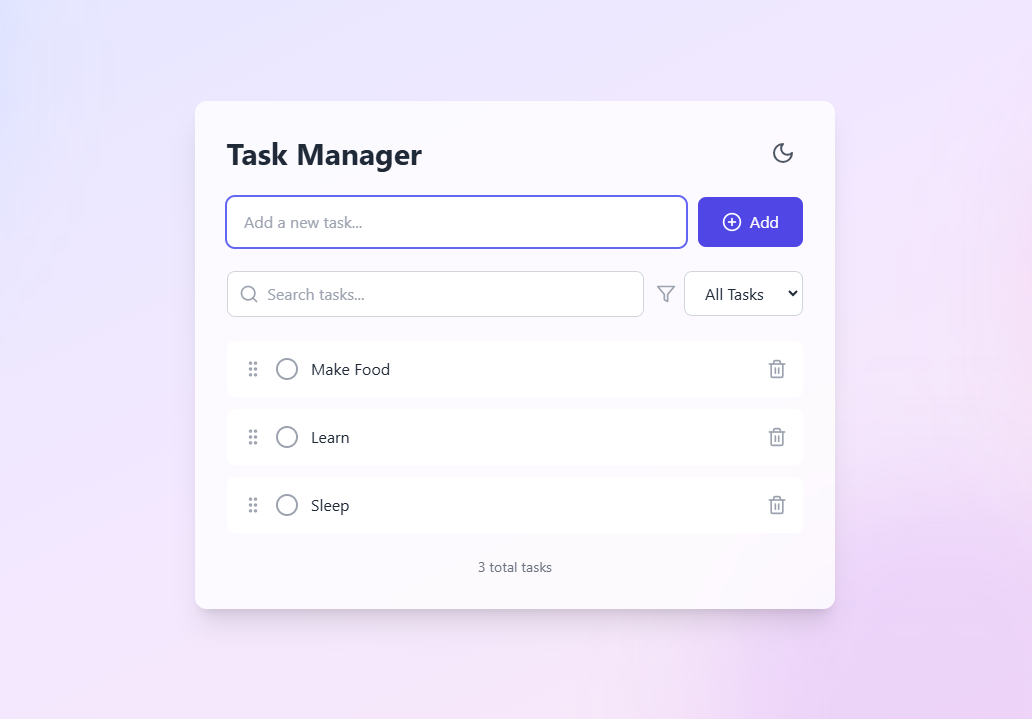 Task Manager
Add a new task...
Add
Search tasks...
All Tasks
Make Food
Learn
Sleep
3 total tasks